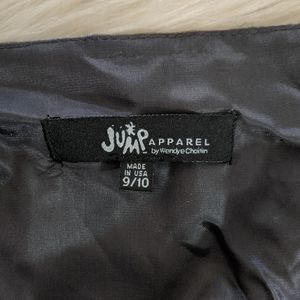 JUMP APPAREL
by Wendye Chaitin
MADE
IN USA
9/10